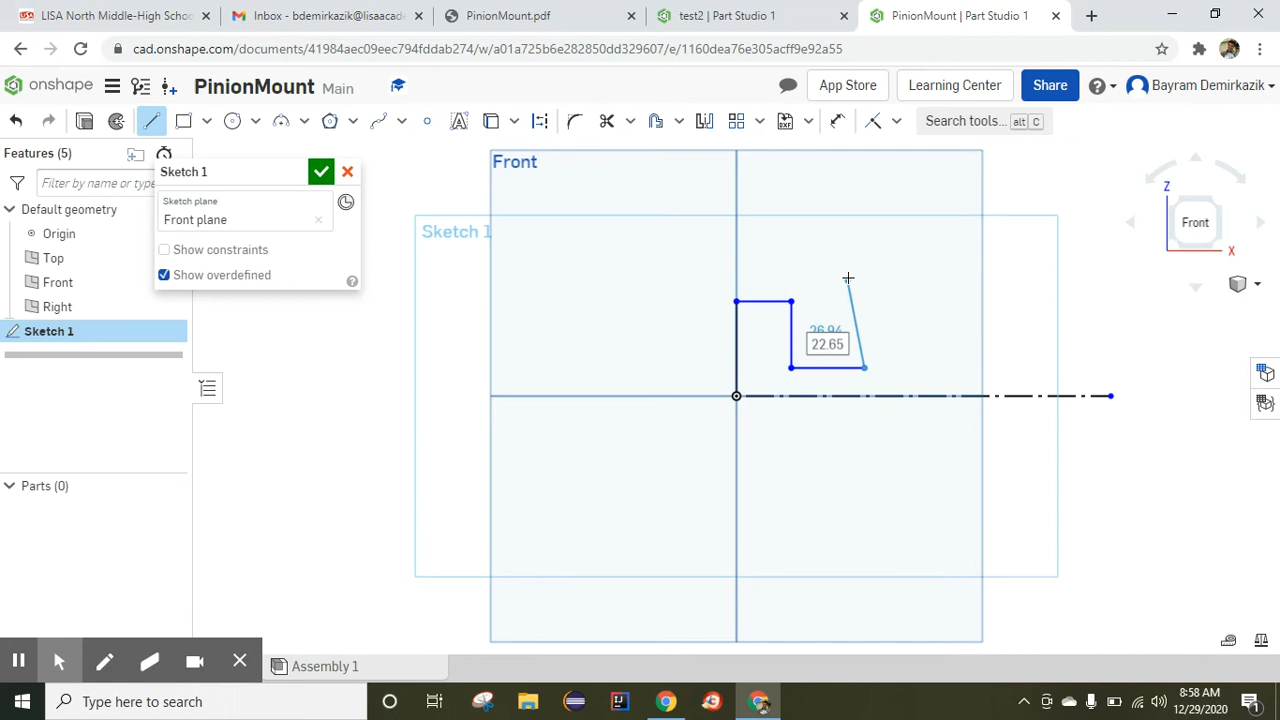 LISA North Middle-High Schoo
Inbox - bdemirkazik@lisaacad
PinionMount.pdf
test2 | Part Studio 1
PinionMount | Part Studio 1
cad.onshape.com/documents/41984aec09eec794fddab274/w/a01a725b6e282850dd329607/e/1160dea76e305acff9e92a55
onshape
PinionMount Main
App Store
Learning Center
Share
Bayram Demirkazik
Search tools... alt C
Features (5)
Filter by name or type
Default geometry
Origin
Top
Front
Right
Sketch 1
Parts (0)
Sketch 1
Sketch plane
Front plane
Show constraints
Show overdefined
Front
Sketch 1
26.94
22.65
Z
Front
X
Assembly 1
Type here to search
8:58 AM
12/29/2020
1